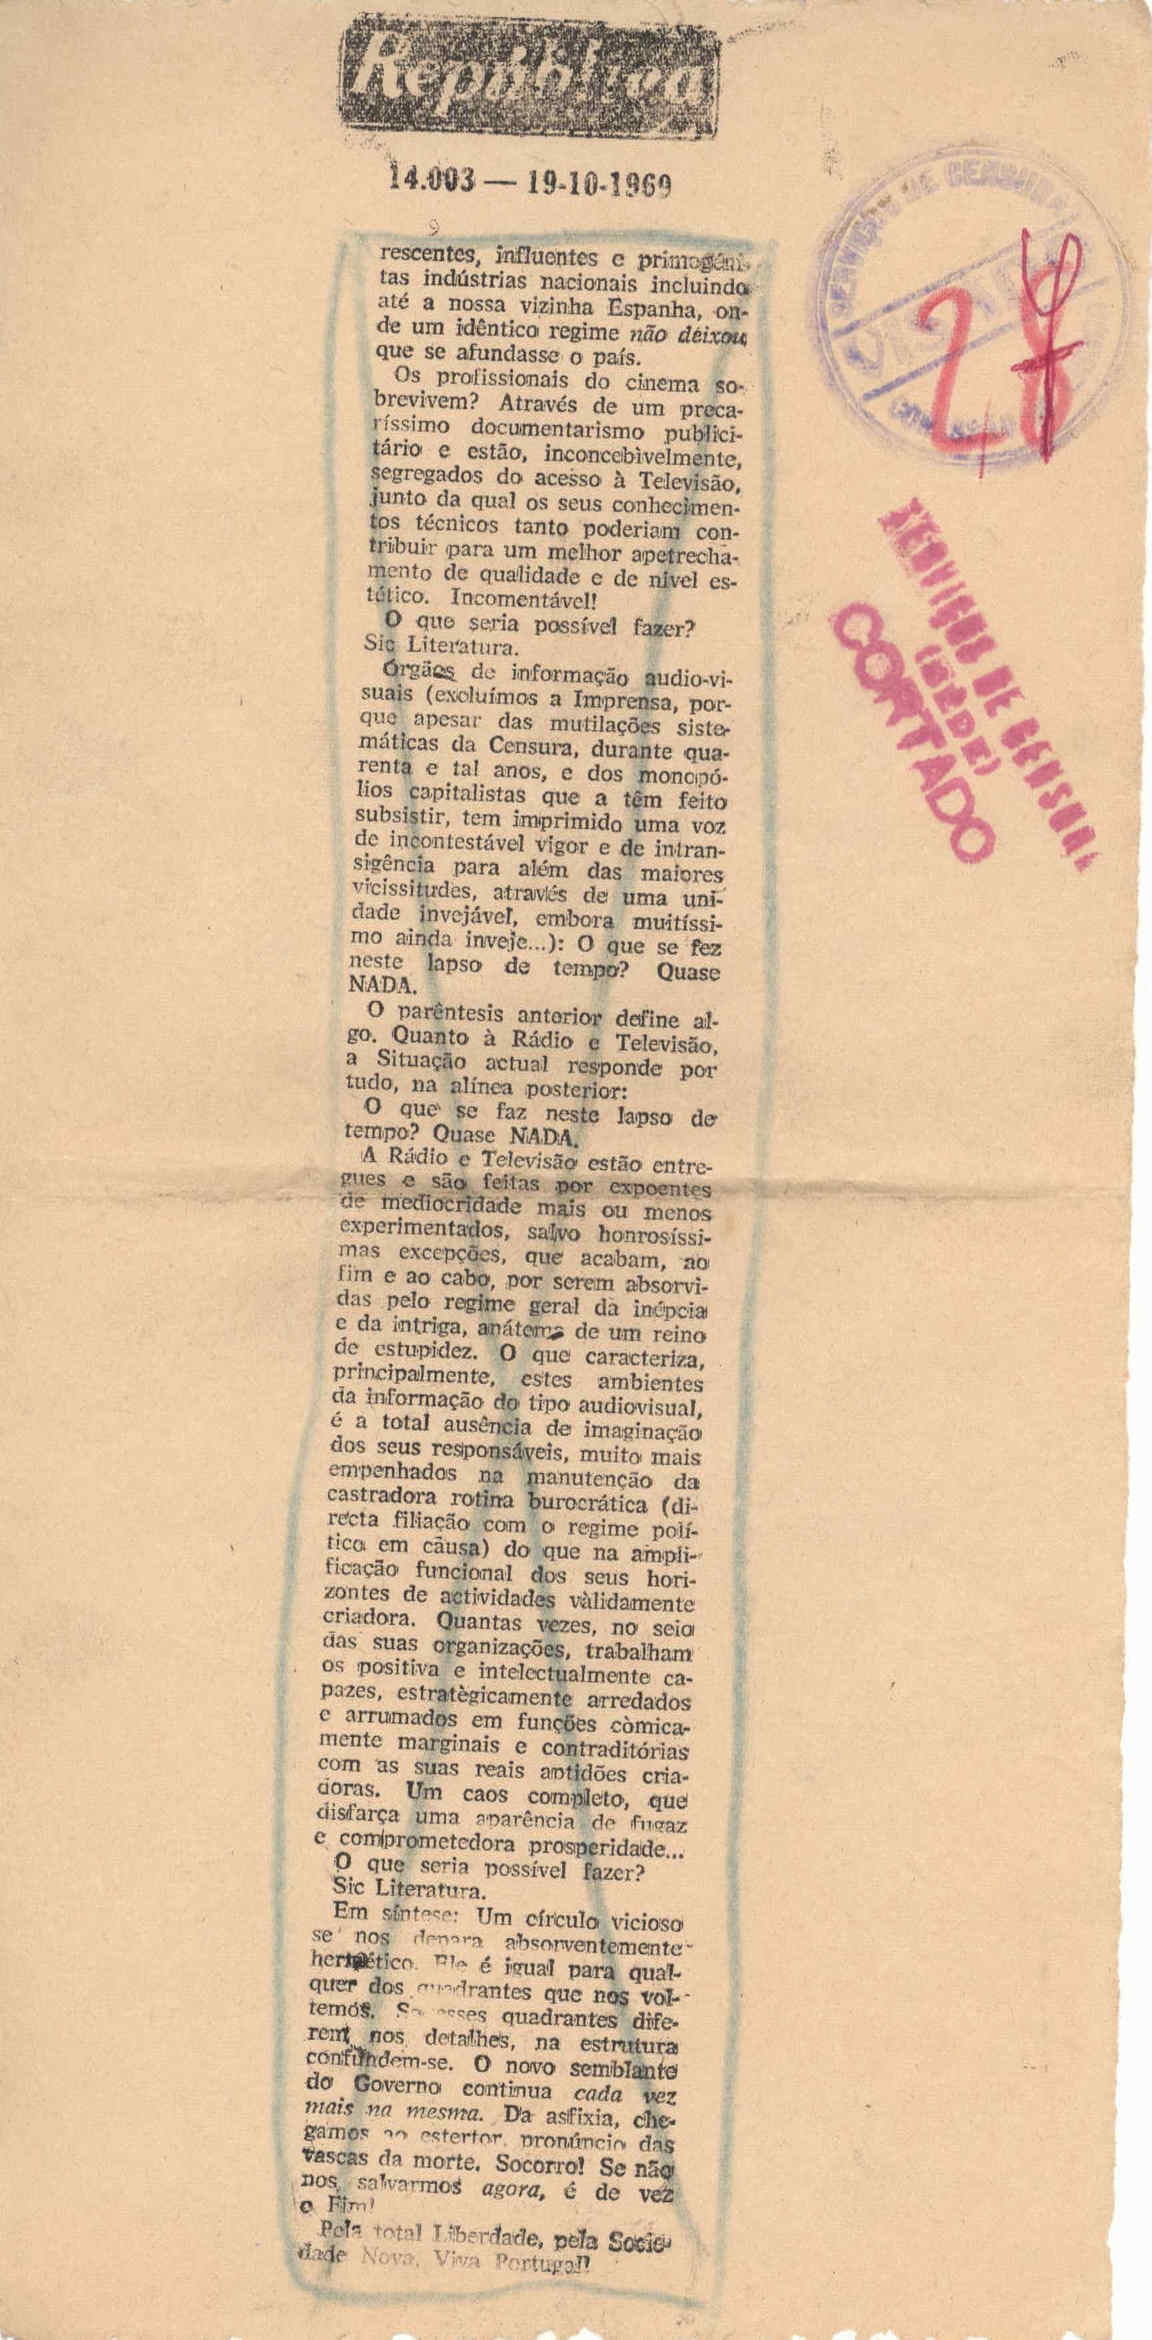 República
14.003 — 19-10-1969
9
SERVIÇOS DE CENSURA
28
SERVIÇOS DE CENSURA
(SÉDE)
CORTADO
rescentes, influentes e primogéni-
tas indústrias nacionais incluindo
até a nossa vizinha Espanha, on-
de um idêntico regime não deixou
que se afundasse o país.
Os profissionais do cinema so-
brevivem? Através de um preca-
ríssimo documentarismo publici-
tário e estão, inconcebìvelmente,
segregados do acesso à Televisão,
junto da qual os seus conhecimen-
tos técnicos tanto poderiam con-
tribuir para um melhor apetrecha-
mento de qualidade e de nível es-
tético. Incomentável!
O que seria possível fazer?
Sic Literatura.
Órgãos de informação audio-vi-
suais (excluímos a Imprensa, por-
que apesar das mutilações siste-
máticas da Censura, durante qua-
renta e tal anos, e dos monopó-
lios capitalistas que a têm feito
subsistir, tem imprimido uma voz
de incontestável vigor e de intran-
sigência para além das maiores
vicissitudes, através de uma uni-
dade invejável, embora muitíssi-
mo ainda inveje...): O que se fez
neste lapso de tempo? Quase
NADA.
O parêntesis anterior define al-
go. Quanto à Rádio e Televisão,
a Situação actual responde por
tudo, na alínea posterior:
O que se faz neste lapso de
tempo? Quase NADA.
A Rádio e Televisão estão entre-
gues e são feitas por expoentes
de mediocridade mais ou menos
experimentados, salvo honrosíssi-
mas excepções, que acabam, ao
fim e ao cabo, por serem absorvi-
das pelo regime geral da inépcia
e da intriga, anátema de um reino
de estupidez. O que caracteriza,
principalmente, estes ambientes
da informação do tipo audiovisual,
é a total ausência de imaginação
dos seus responsáveis, muito mais
empenhados na manutenção da
castradora rotina burocrática (di-
recta filiação com o regime polí-
tico em causa) do que na ampli-
ficação funcional dos seus hori-
zontes de actividades vàlidamente
criadora. Quantas vezes, no seio
das suas organizações, trabalham
os positiva e intelectualmente ca-
pazes, estratègicamente arredados
e arrumados em funções còmica-
mente marginais e contraditórias
com as suas reais aptidões cria-
doras. Um caos completo, que
disfarça uma aparência de fugaz
e comprometedora prosperidade...
O que seria possível fazer?
Sic Literatura.
Em síntese: Um círculo vicioso
se nos depara absorventemente
hermético. Ele é igual para qual-
quer dos quadrantes que nos vol-
temos. Se esses quadrantes dife-
rem nos detalhes, na estrutura
confundem-se. O novo semblante
do Governo continua cada vez
mais na mesma. Da asfixia, che-
gamos ao estertor, pronúncio das
vascas da morte. Socorro! Se não
nos salvarmos agora, é de vez
o Fim!
Pela total Liberdade, pela Socie-
dade Nova, Viva Portugal!